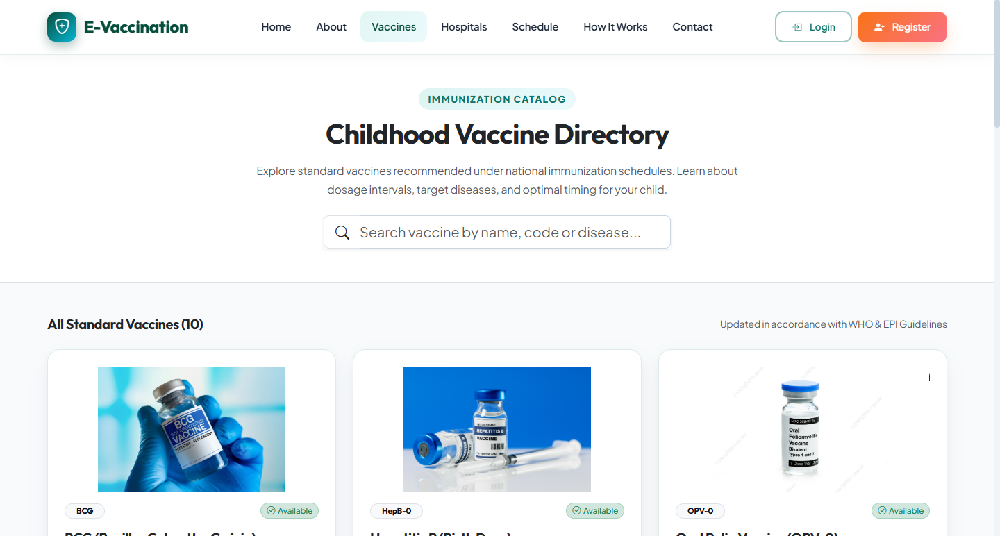 E-Vaccination
Home About Vaccines Hospitals Schedule How It Works Contact
Login Register
IMMUNIZATION CATALOG
Childhood Vaccine Directory
Explore standard vaccines recommended under national immunization schedules. Learn about
dosage intervals, target diseases, and optimal timing for your child.
Search vaccine by name, code or disease...
All Standard Vaccines (10)
Updated in accordance with WHO & EPI Guidelines
BCG
VACCINE
HEPATITIS B
VACCINE
Oral
Poliomyelitis
Vaccine
Bivalent
Types 1 and 3
BCG
Available
HepB-0
Available
OPV-0
Available